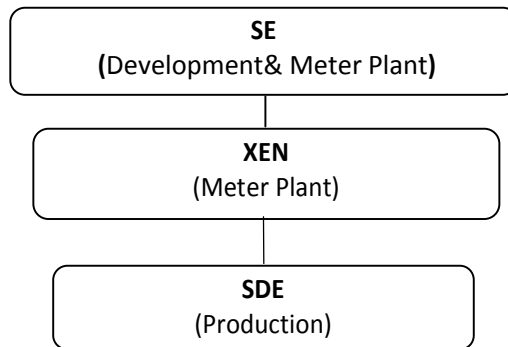 SE
(Development& Meter Plant)
XEN
(Meter Plant)
SDE
(Production)